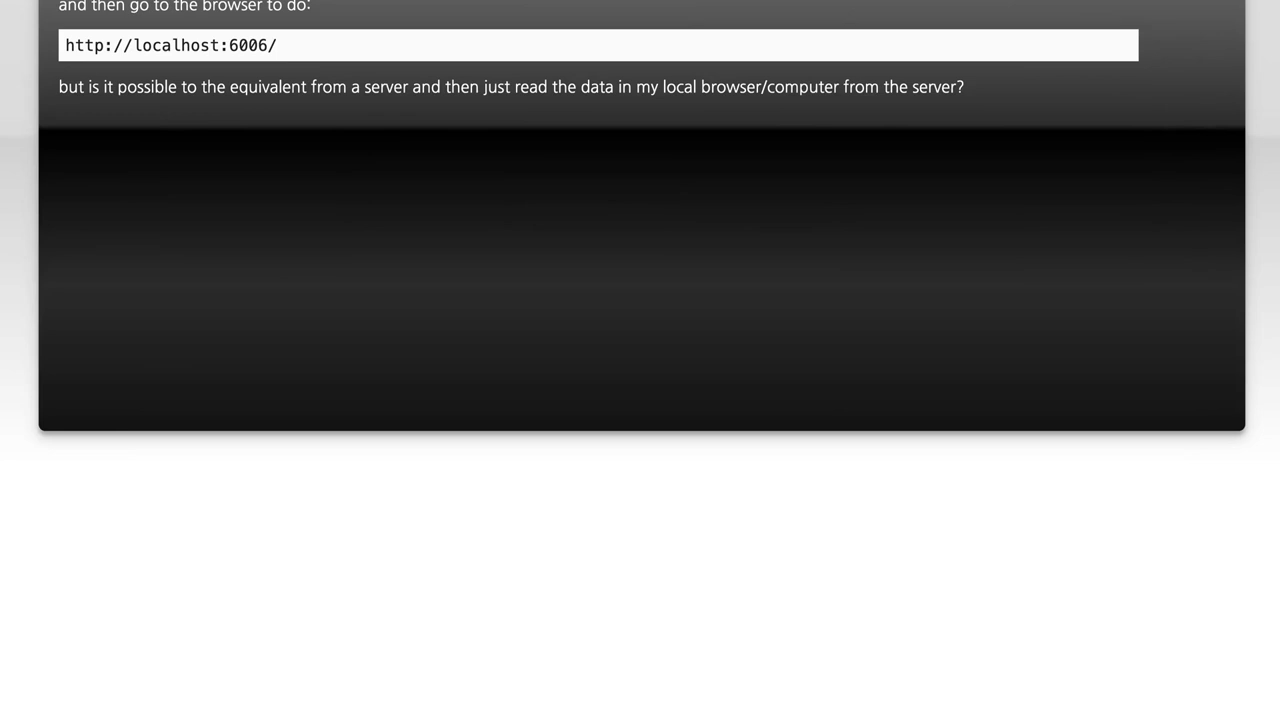 and then go to the browser to do:
http://localhost:6006/
but is it possible to the equivalent from a server and then just read the data in my local browser/computer from the server?